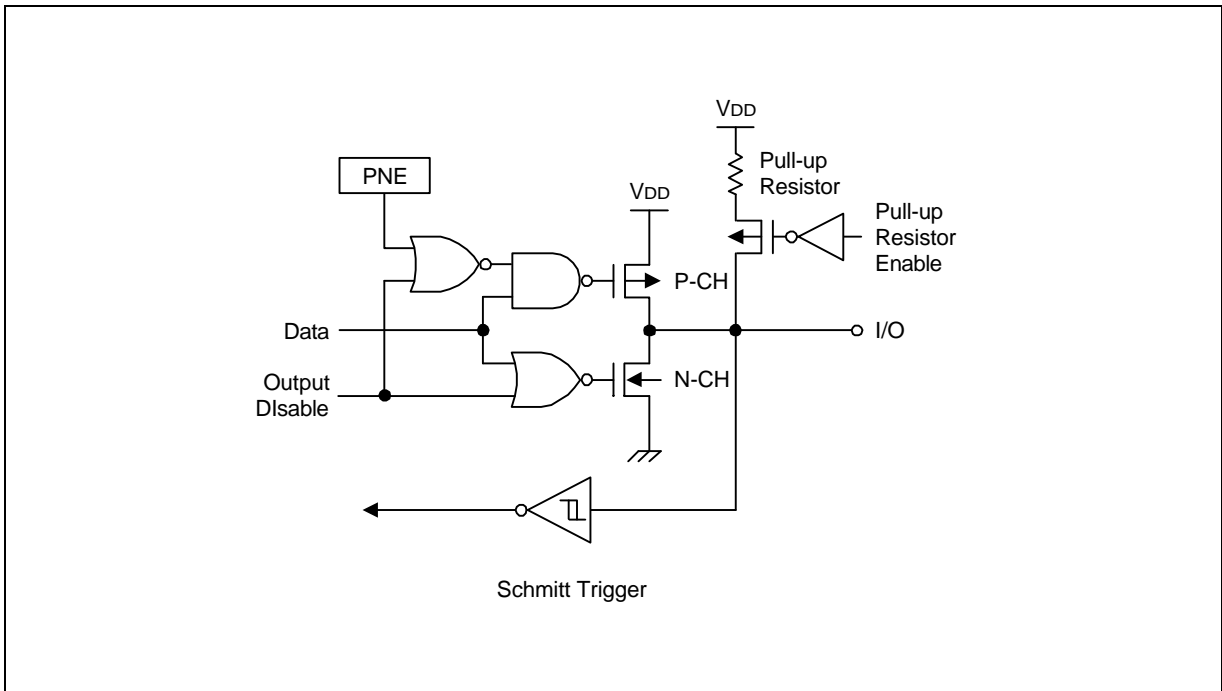 VDD
Pull-up
Resistor
PNE
VDD
Pull-up
Resistor
Enable
P-CH
Data
I/O
Output
DIsable
N-CH
Schmitt Trigger